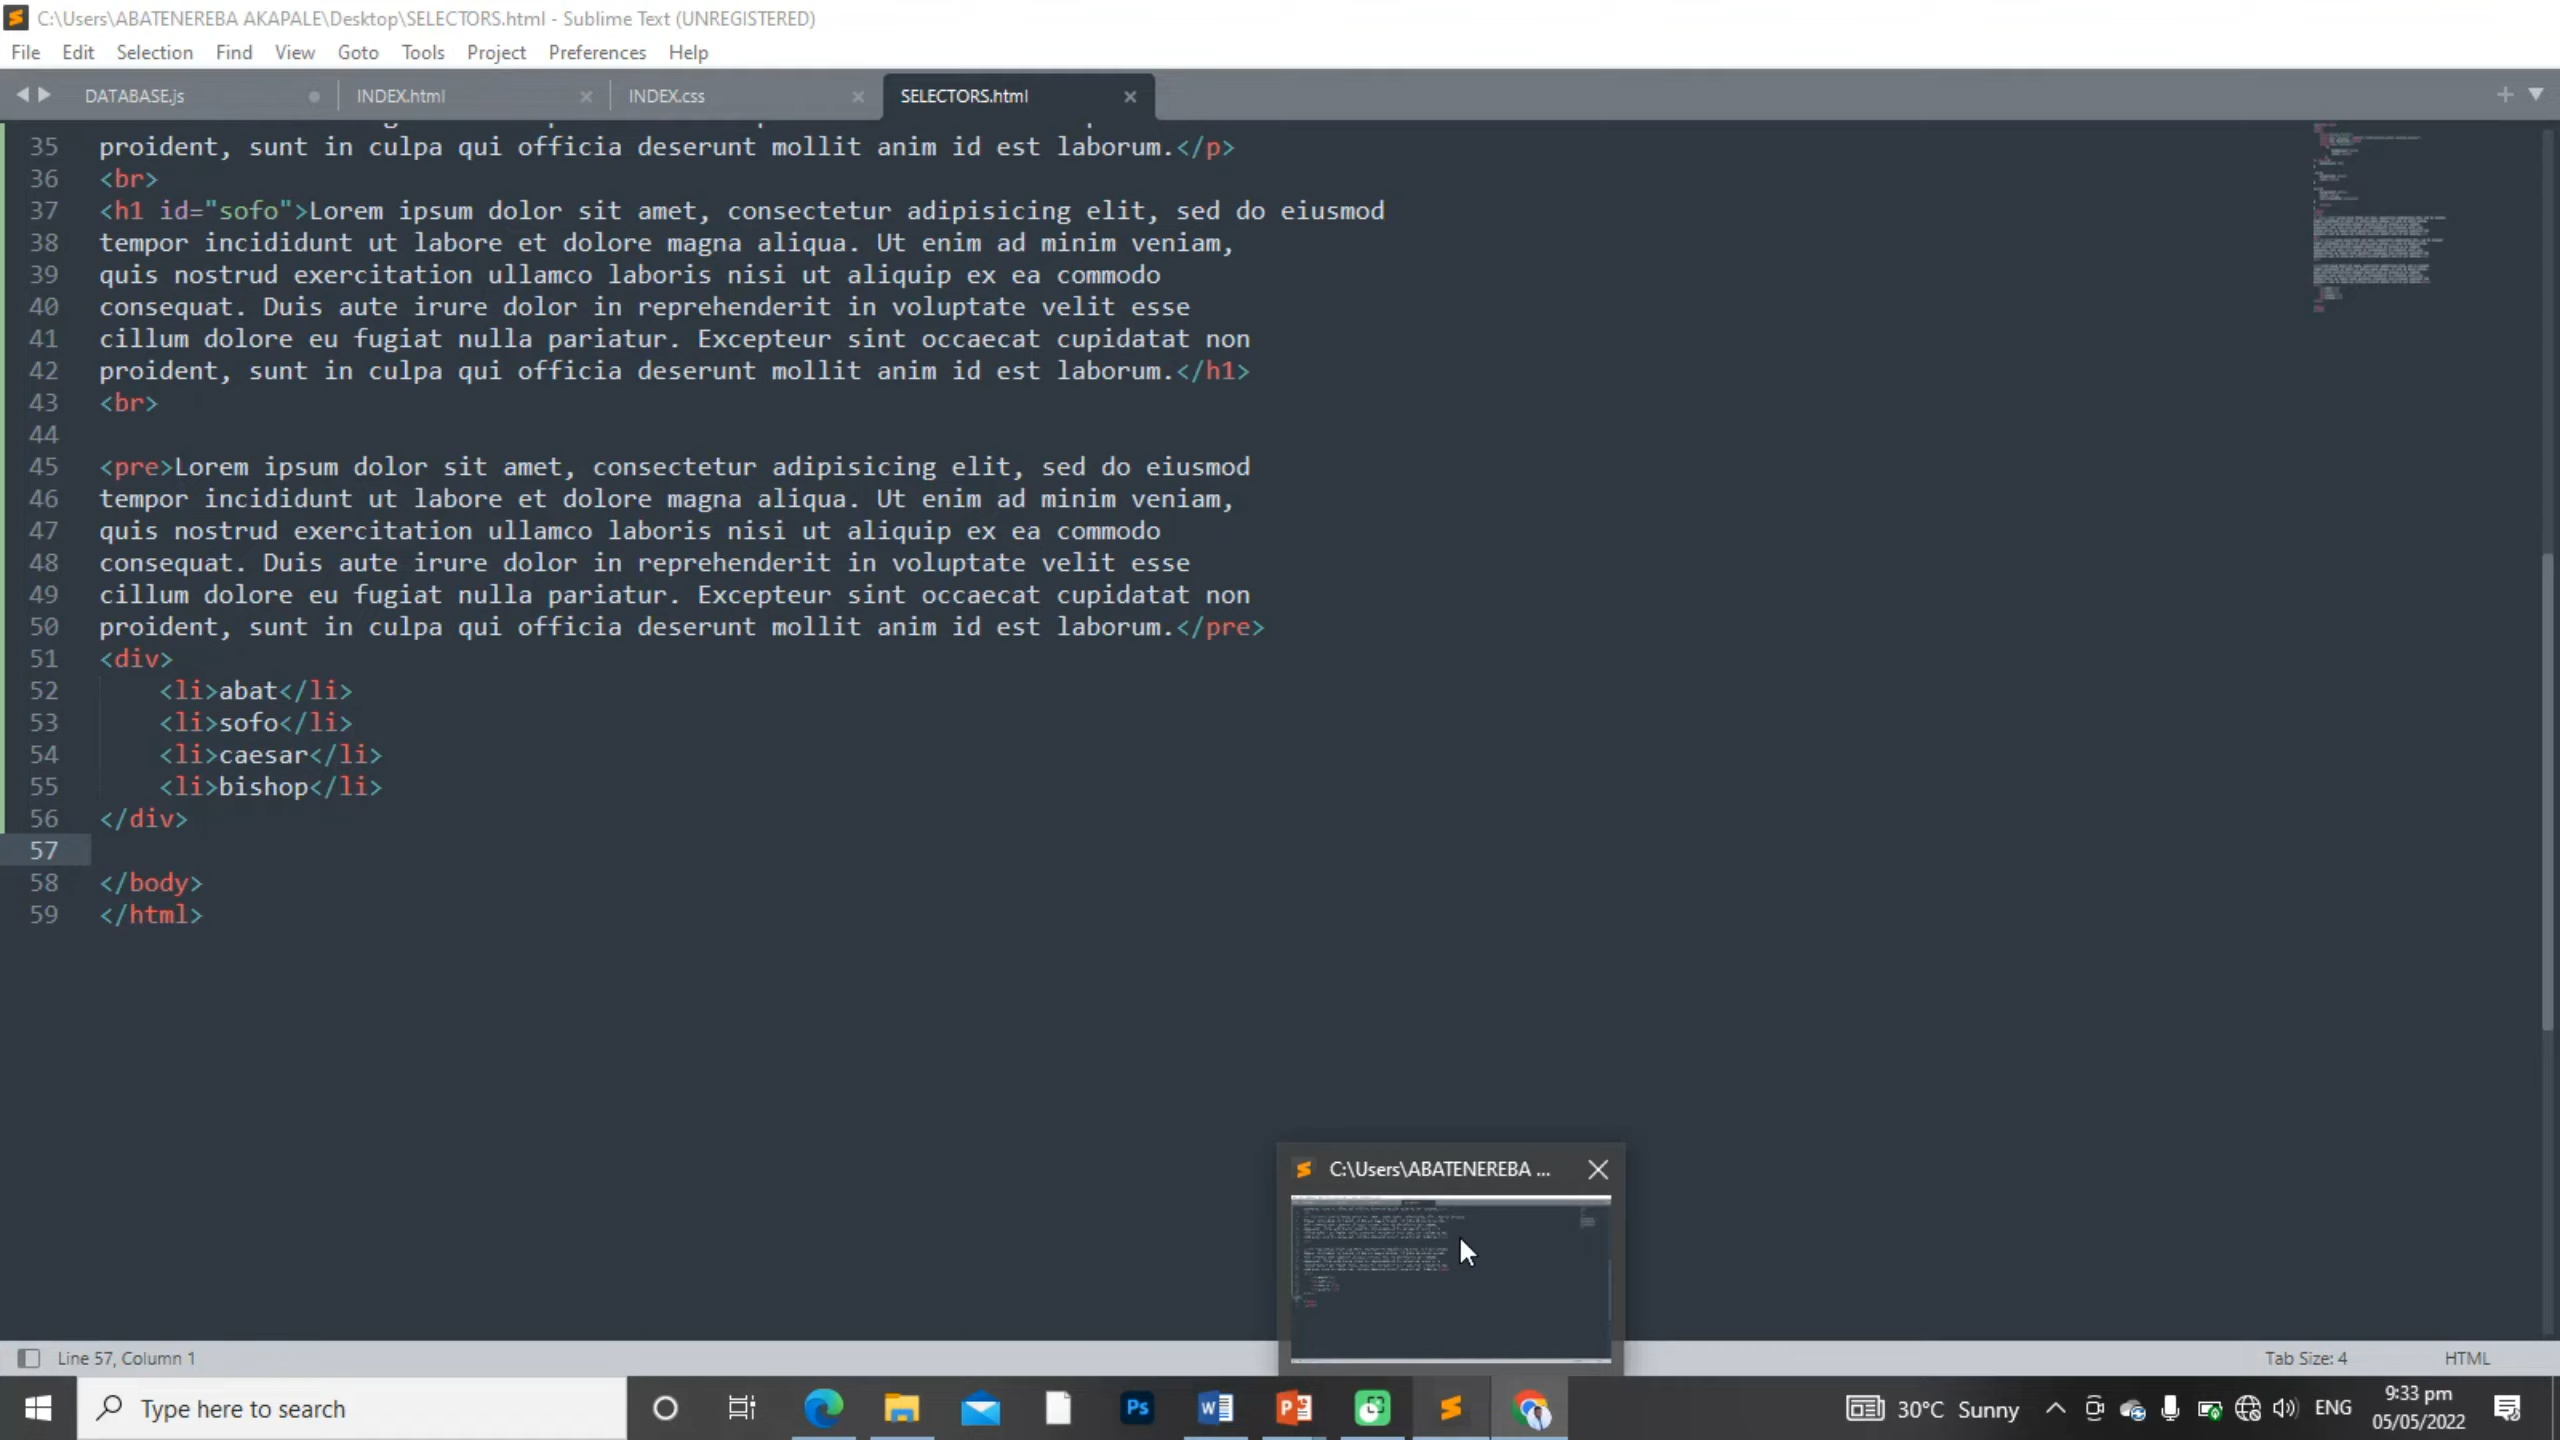 C:\Users\ABATENEREBA AKAPALE\Desktop\SELECTORS.html - Sublime Text (UNREGISTERED)
File Edit Selection Find View Goto Tools Project Preferences Help
DATABASE.js INDEX.html INDEX.css SELECTORS.html
35 proident, sunt in culpa qui officia deserunt mollit anim id est laborum.</p>
36 <br>
37 <h1 id="sofo">Lorem ipsum dolor sit amet, consectetur adipisicing elit, sed do eiusmod
38 tempor incididunt ut labore et dolore magna aliqua. Ut enim ad minim veniam,
39 quis nostrud exercitation ullamco laboris nisi ut aliquip ex ea commodo
40 consequat. Duis aute irure dolor in reprehenderit in voluptate velit esse
41 cillum dolore eu fugiat nulla pariatur. Excepteur sint occaecat cupidatat non
42 proident, sunt in culpa qui officia deserunt mollit anim id est laborum.</h1>
43 <br>
44
45 <pre>Lorem ipsum dolor sit amet, consectetur adipisicing elit, sed do eiusmod
46 tempor incididunt ut labore et dolore magna aliqua. Ut enim ad minim veniam,
47 quis nostrud exercitation ullamco laboris nisi ut aliquip ex ea commodo
48 consequat. Duis aute irure dolor in reprehenderit in voluptate velit esse
49 cillum dolore eu fugiat nulla pariatur. Excepteur sint occaecat cupidatat non
50 proident, sunt in culpa qui officia deserunt mollit anim id est laborum.</pre>
51 <div>
52 <li>abat</li>
53 <li>sofo</li>
54 <li>caesar</li>
55 <li>bishop</li>
56 </div>
57
58 </body>
59 </html>
C:\Users\ABATENEREBA ...
Line 57, Column 1 Tab Size: 4 HTML
Type here to search Ps 30°C Sunny ENG 9:33 pm
05/05/2022